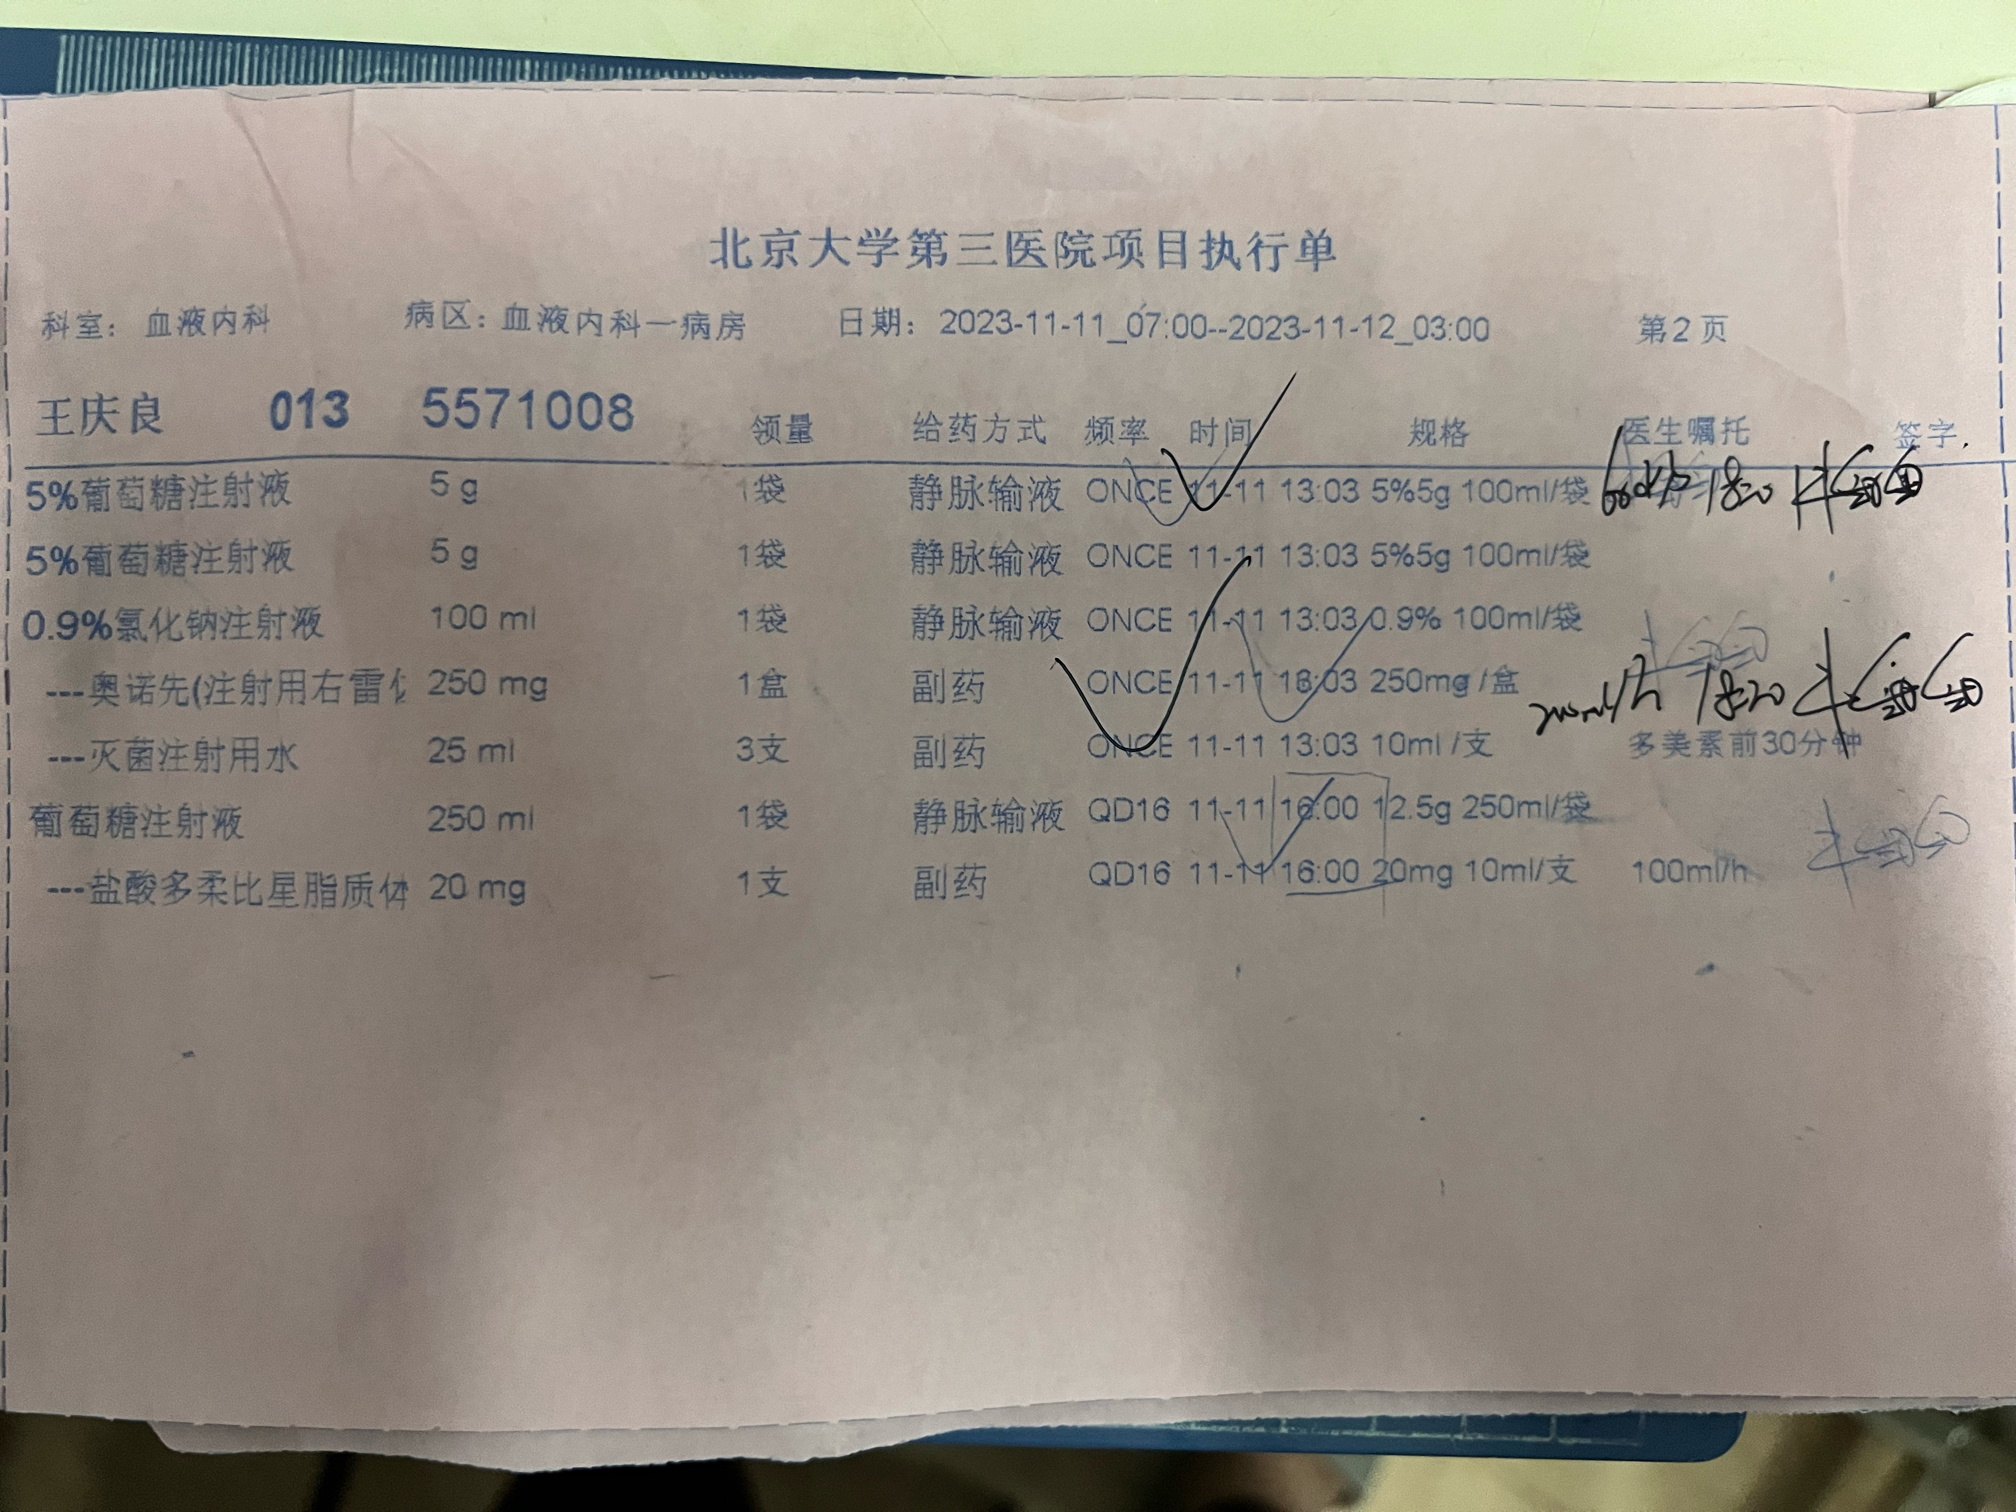 北京大学第三医院项目执行单
科室：血液内科 病区：血液内科一病房 日期：2023-11-11_07:00--2023-11-12_03:00 第2页
王庆良 013 5571008 领量 给药方式 频率 时间 规格 医生嘱托 签字
5%葡萄糖注射液 5 g 1袋 静脉输液 ONCE 11-11 13:03 5%5g 100ml/袋 1820
5%葡萄糖注射液 5 g 1袋 静脉输液 ONCE 11-11 13:03 5%5g 100ml/袋
0.9%氯化钠注射液 100 ml 1袋 静脉输液 ONCE 11-11 13:03 0.9% 100ml/袋
---奥诺先(注射用右雷 250 mg 1盒 副药 ONCE 11-11 13:03 250mg /盒 200ml/h 1820
---灭菌注射用水 25 ml 3支 副药 ONCE 11-11 13:03 10ml /支 多美素前30分钟
葡萄糖注射液 250 ml 1袋 静脉输液 QD16 11-11 16:00 12.5g 250ml/袋
---盐酸多柔比星脂质体 20 mg 1支 副药 QD16 11-11 16:00 20mg 10ml/支 100ml/h